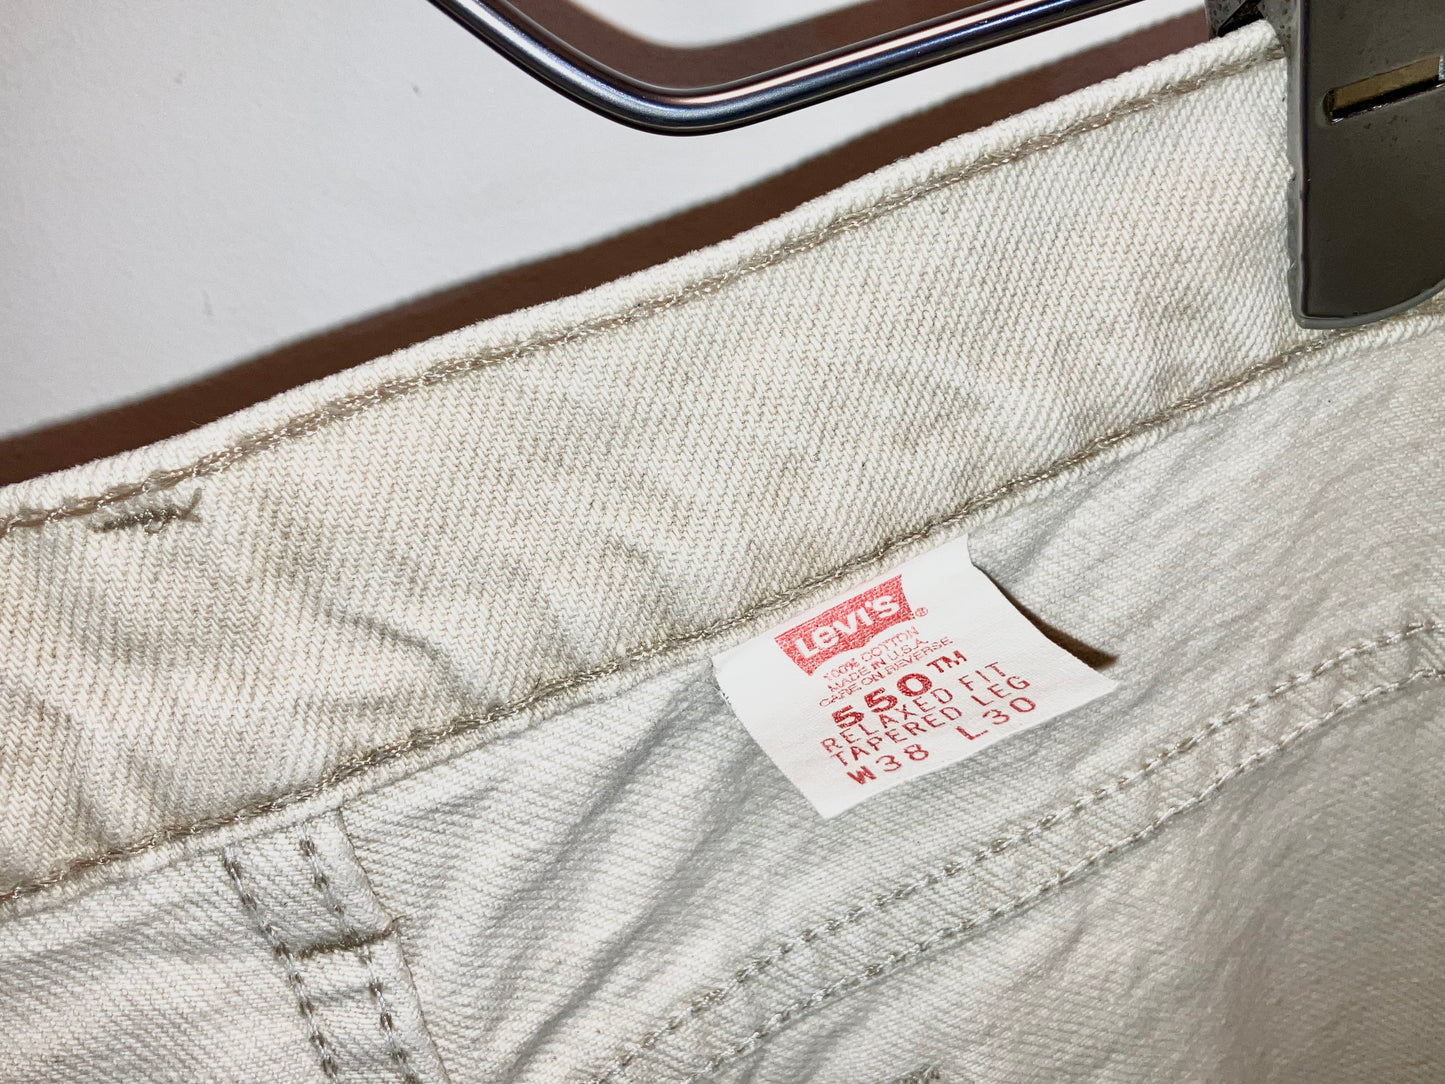 Levi's®
100% COTTON
MADE IN U.S.A.
CARE ON REVERSE
550™
RELAXED FIT
TAPERED LEG
W38 L30